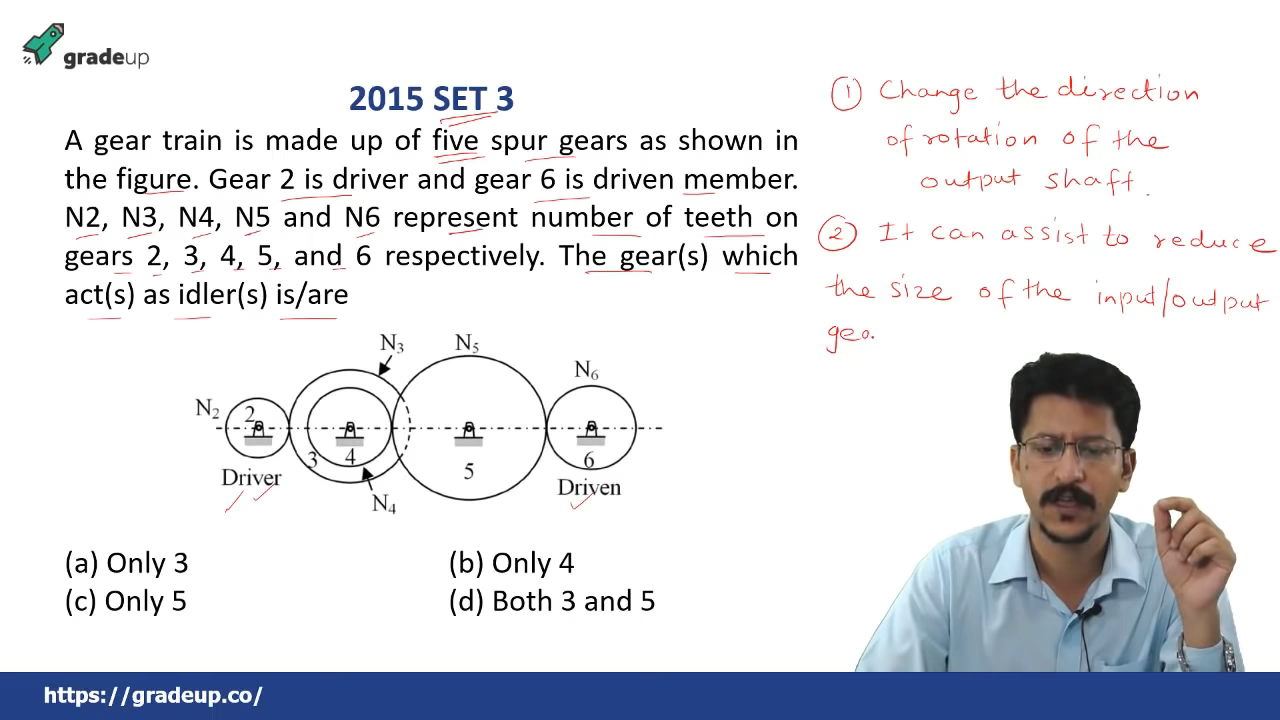 gradeup
2015 SET 3
A gear train is made up of five spur gears as shown in
the figure. Gear 2 is driver and gear 6 is driven member.
N2, N3, N4, N5 and N6 represent number of teeth on
gears 2, 3, 4, 5, and 6 respectively. The gear(s) which
act(s) as idler(s) is/are
N3
N5
N6
N2
2
3
4
5
6
Driver
Driven
N4
(a) Only 3
(b) Only 4
(c) Only 5
(d) Both 3 and 5
① Change the direction
of rotation of the
output shaft.
② It can assist to reduce
the size of the input/output
gea.
https://gradeup.co/